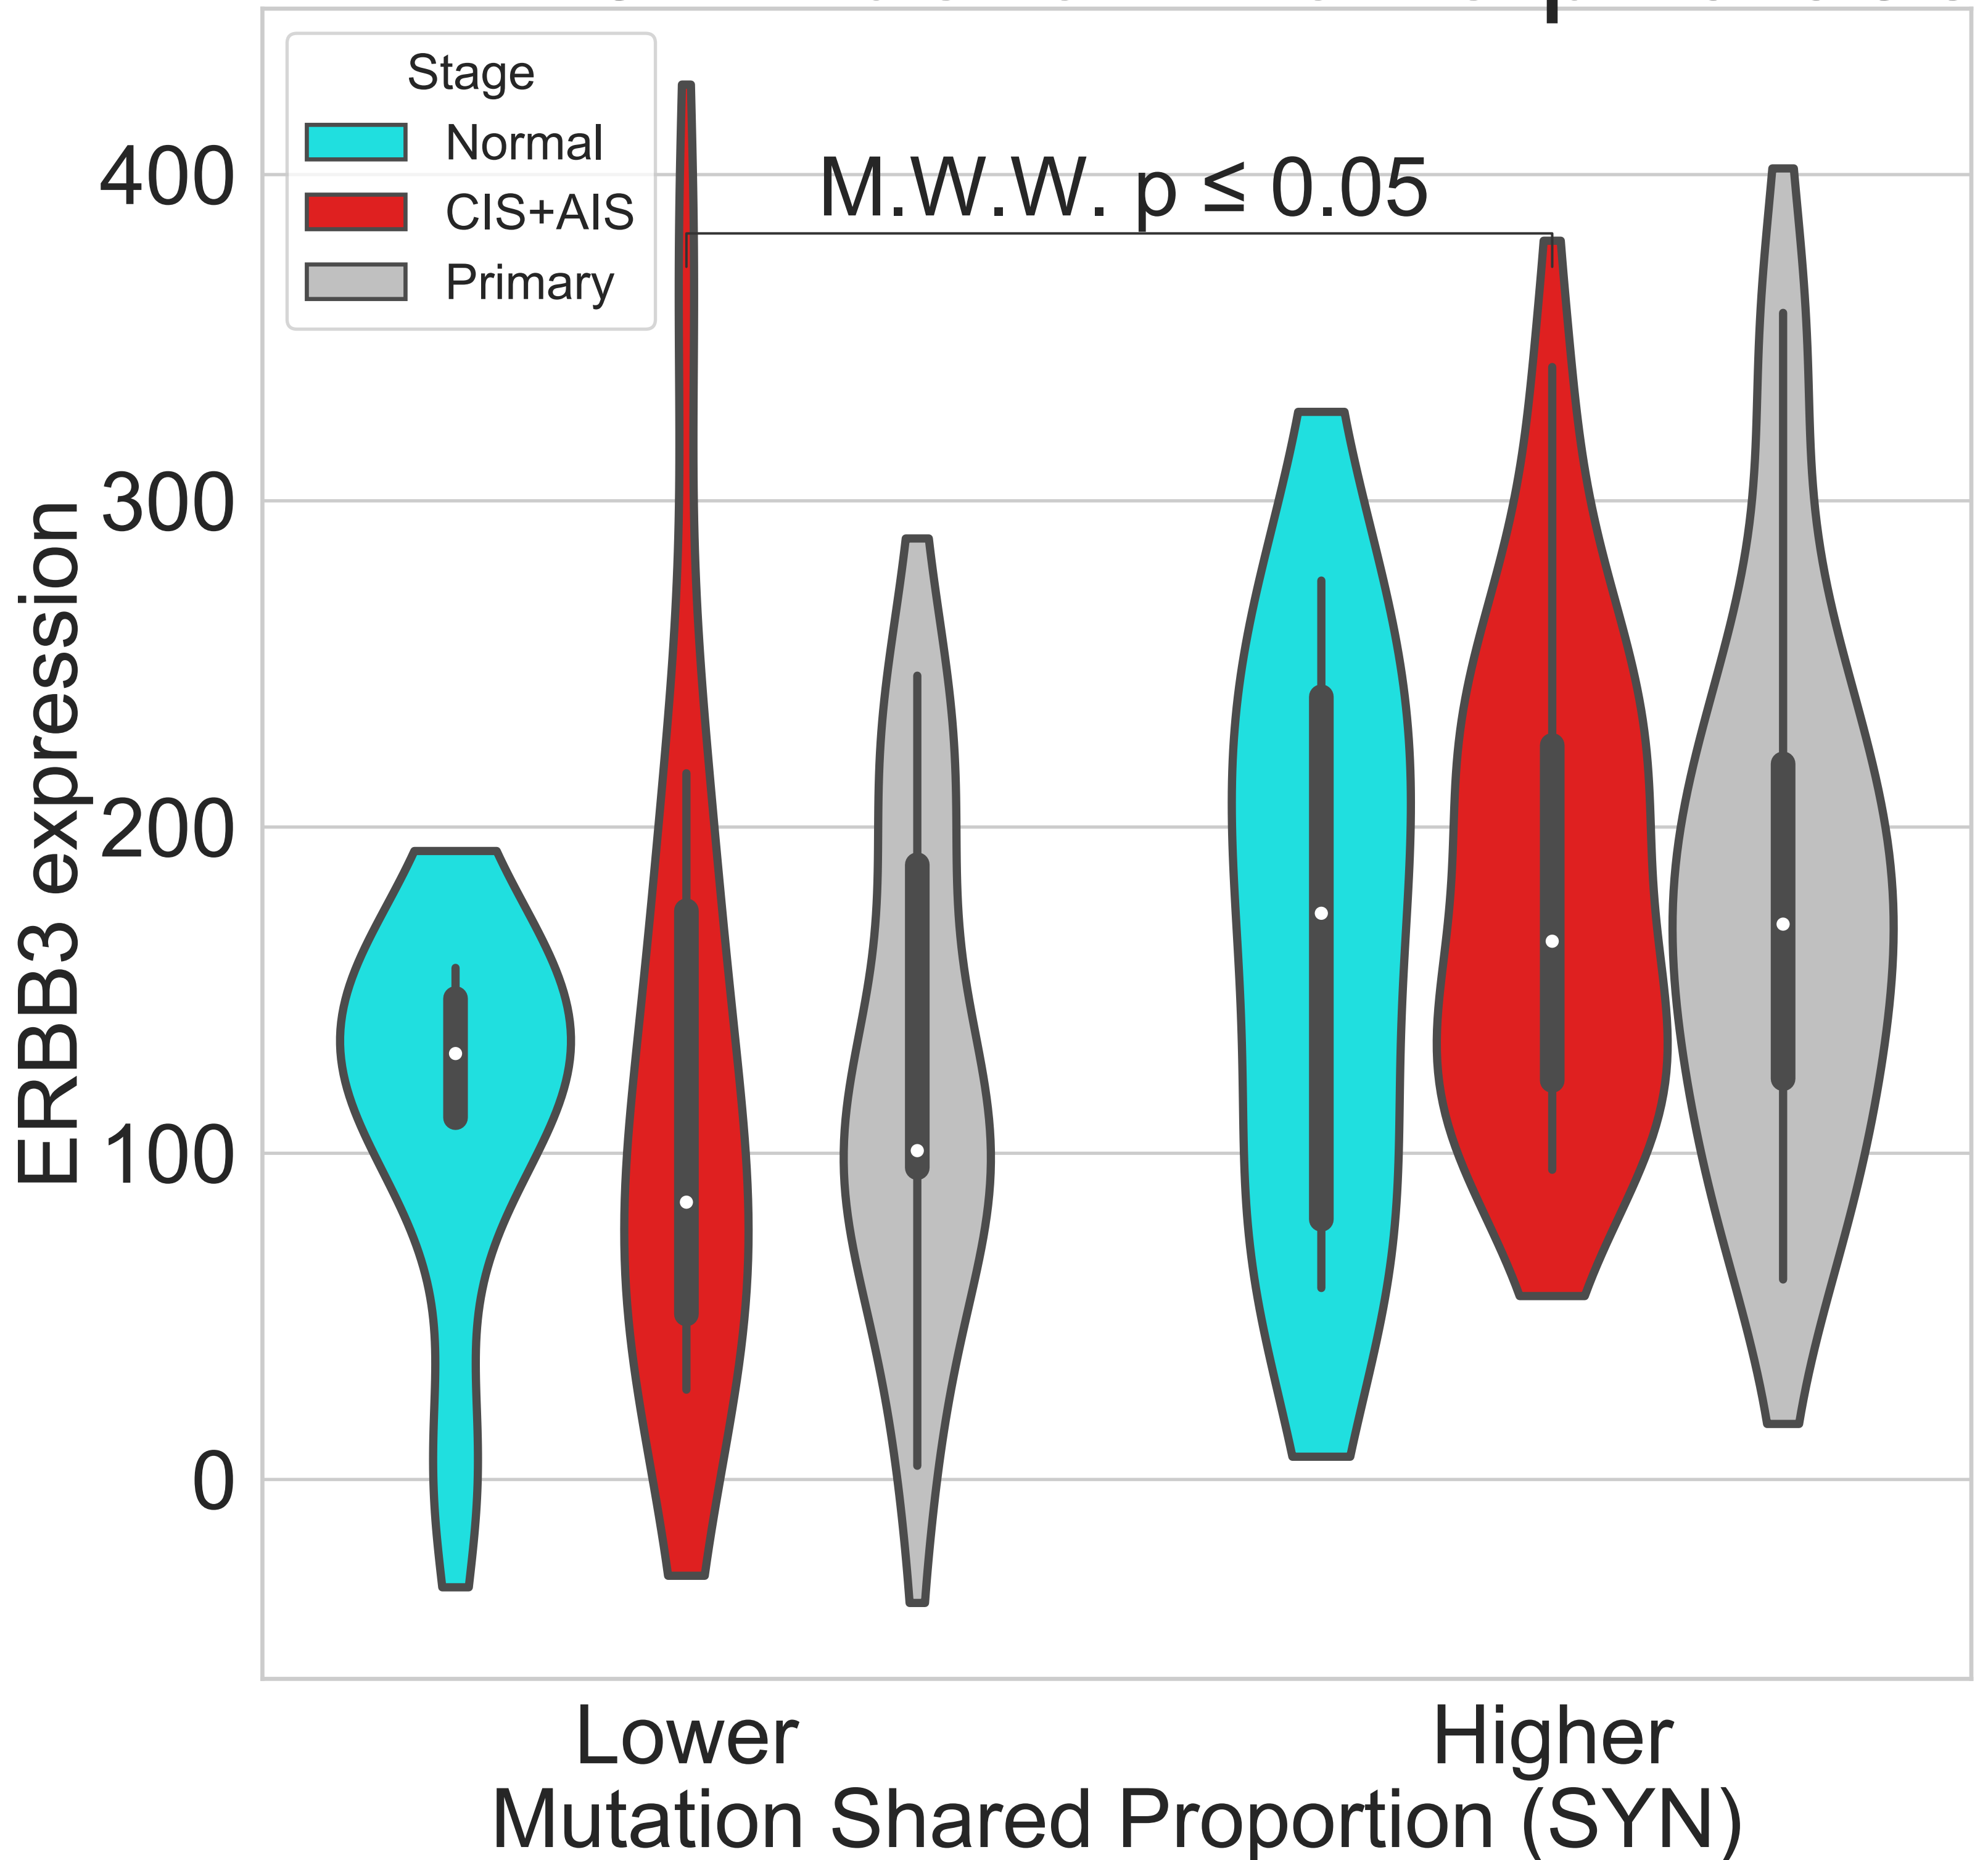 Stage
Normal
CIS+AIS
Primary
M.W.W. p ≤ 0.05
400
300
200
100
0
ERBB3 expression
Lower
Higher
Mutation Shared Proportion (SYN)